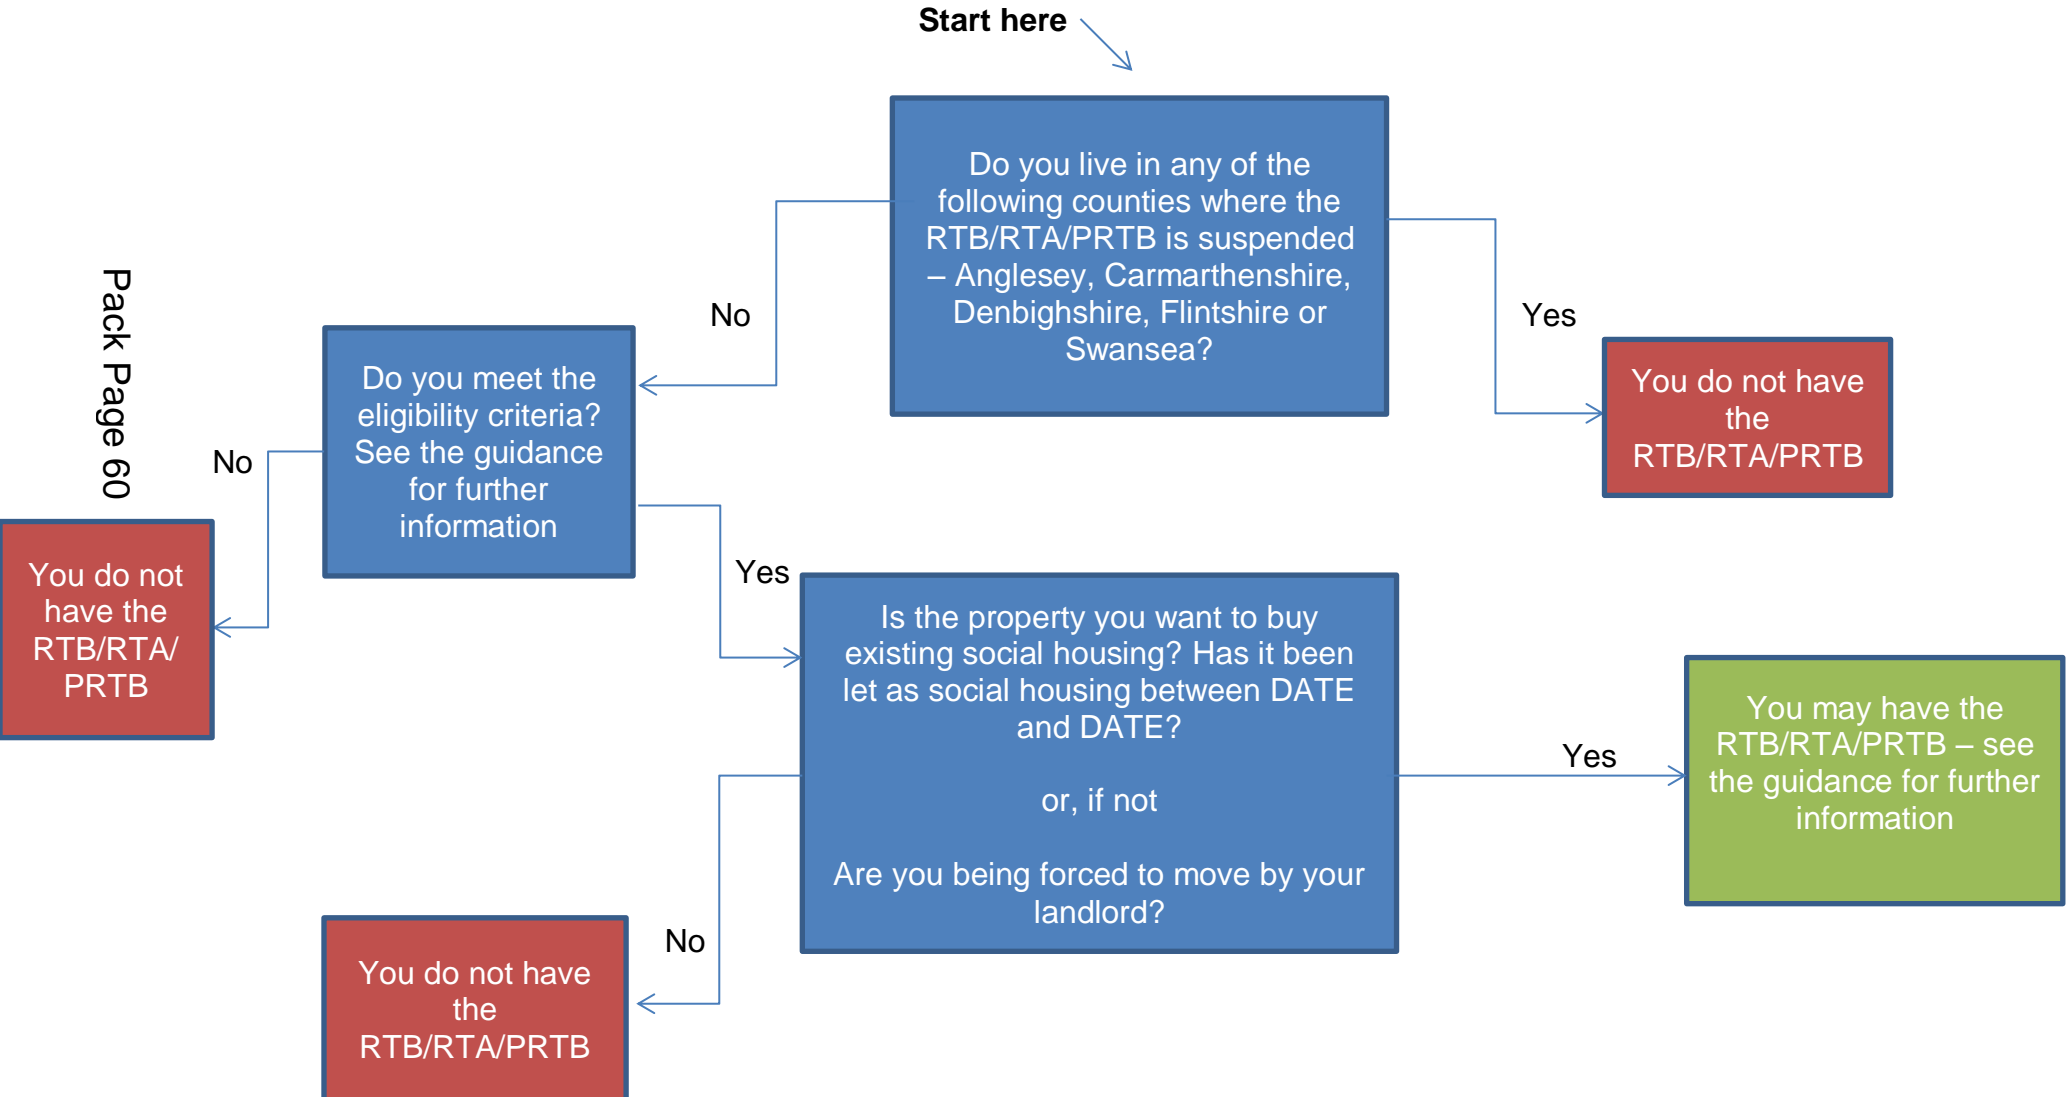 Start here
Do you live in any of the
following counties where the
RTB/RTA/PRTB is suspended
– Anglesey, Carmarthenshire,
Denbighshire, Flintshire or
Swansea?
No
Yes
You do not have
the
RTB/RTA/PRTB
Do you meet the
eligibility criteria?
See the guidance
for further
information
Pack Page 60
No
You do not
have the
RTB/RTA/
PRTB
Yes
Is the property you want to buy
existing social housing? Has it been
let as social housing between DATE
and DATE?
or, if not
Are you being forced to move by your
landlord?
Yes
You may have the
RTB/RTA/PRTB – see
the guidance for further
information
No
You do not have
the
RTB/RTA/PRTB